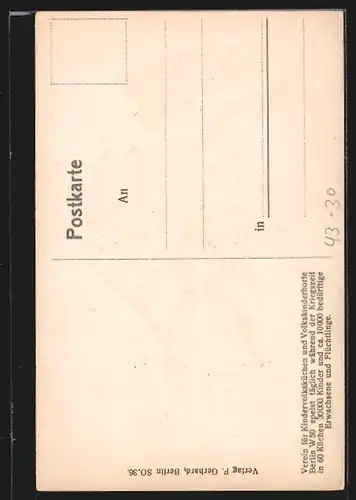 Postkarte
An
in
43 - 30
Verein für Kindervolksküchen und Volkskinderhorte
Berlin W 50 speist täglich während der Kriegszeit
in 60 Küchen 30000 Kinder und ca. 10000 bedürftige
Erwachsene und Flüchtlinge.
Verlag P. Gerhard, Berlin SO. 36.